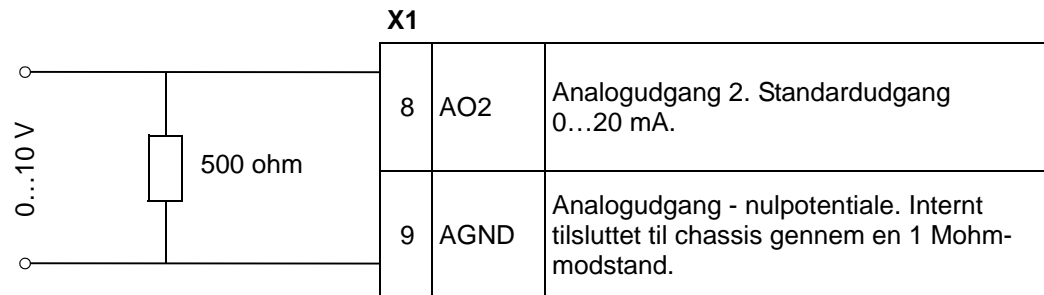 X1
8 AO2 Analogudgang 2. Standardudgang
0…20 mA.
0…10 V
500 ohm
9 AGND Analogudgang - nulpotentiale. Internt
tilsluttet til chassis gennem en 1 Mohm-
modstand.